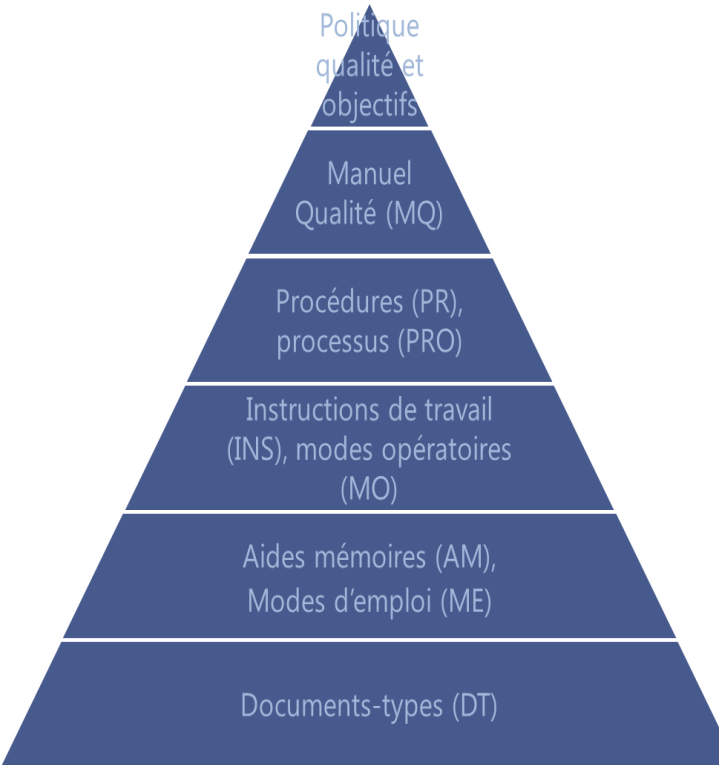 Politique
qualité et
objectifs
Manuel
Qualité (MQ)
Procédures (PR),
processus (PRO)
Instructions de travail
(INS), modes opératoires
(MO)
Aides mémoires (AM),
Modes d’emploi (ME)
Documents-types (DT)